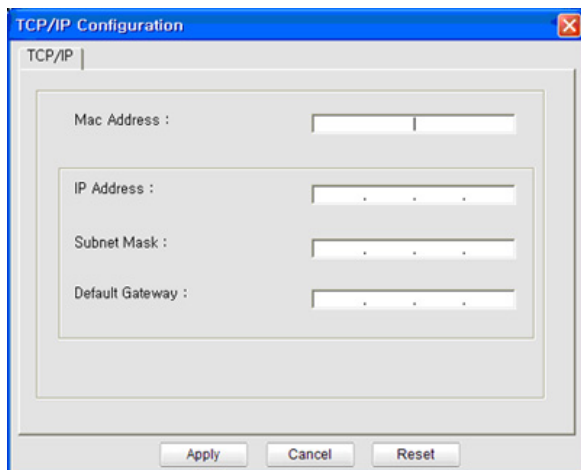 TCP/IP Configuration
TCP/IP
Mac Address :
IP Address :
. . .
Subnet Mask :
. . .
Default Gateway :
. . .
Apply Cancel Reset